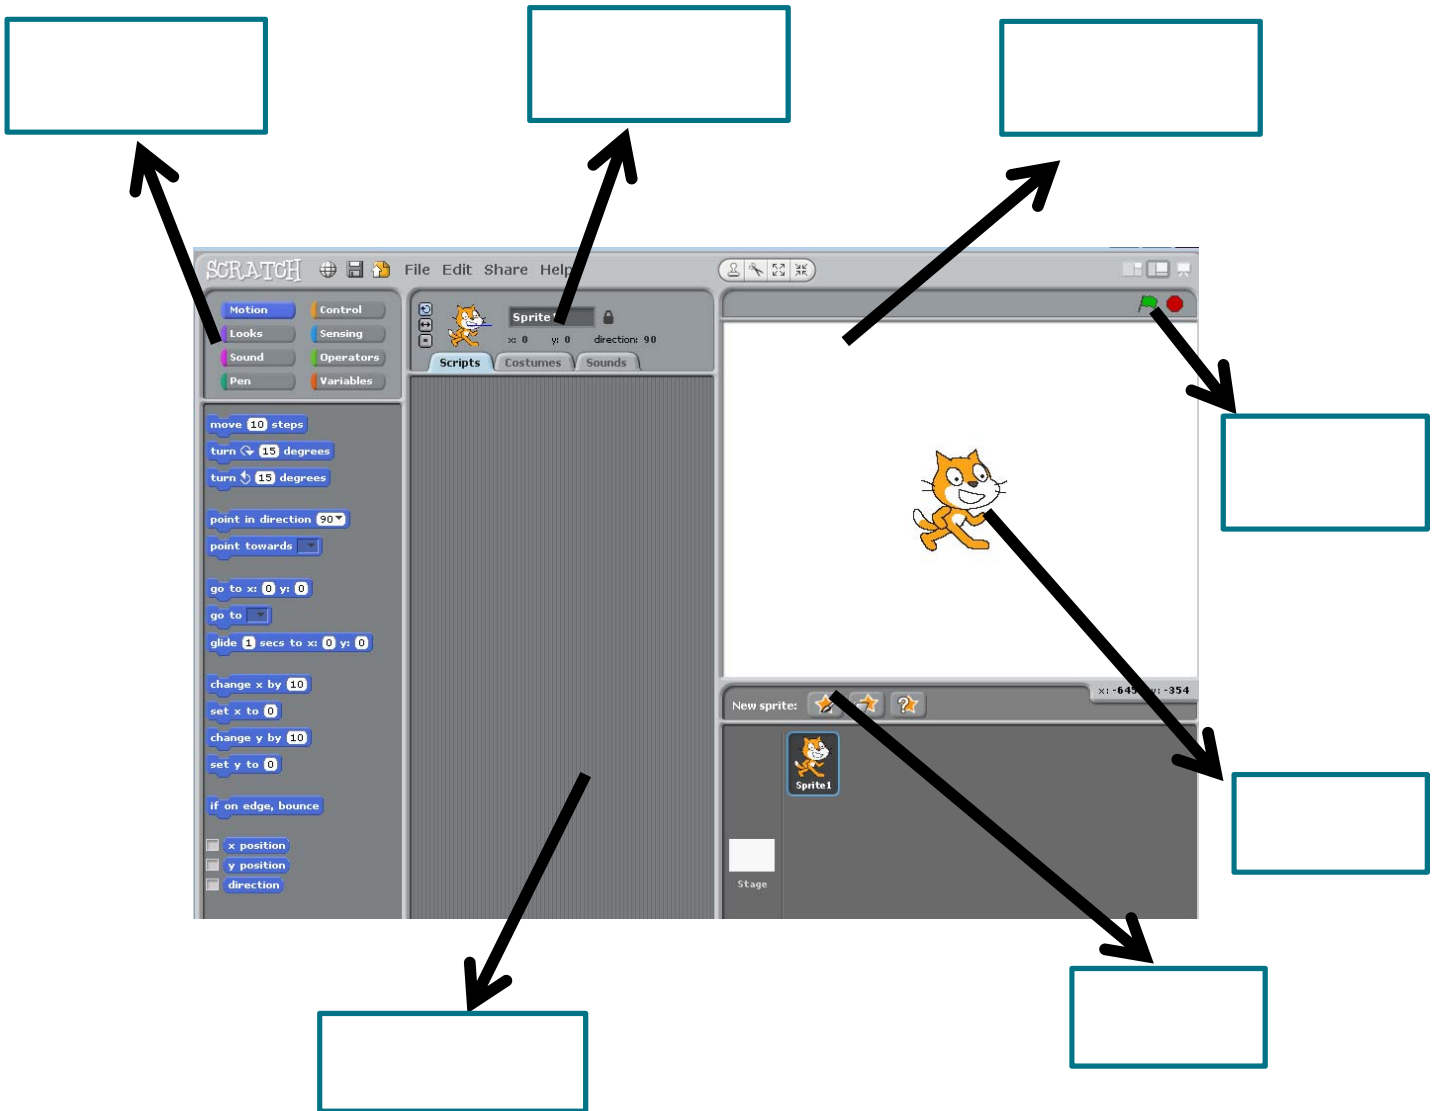 SCRATCH File Edit Share Help
Motion Control
Looks Sensing
Sound Operators
Pen Variables
Sprite
x: 0 y: 0 direction: 90
Scripts Costumes Sounds
move 10 steps
turn 15 degrees
turn 15 degrees
point in direction 90
point towards
go to x: 0 y: 0
go to
glide 1 secs to x: 0 y: 0
change x by 10
set x to 0
change y by 10
set y to 0
if on edge, bounce
x position
y position
direction
x: -645 y: -354
New sprite:
Sprite1
Stage